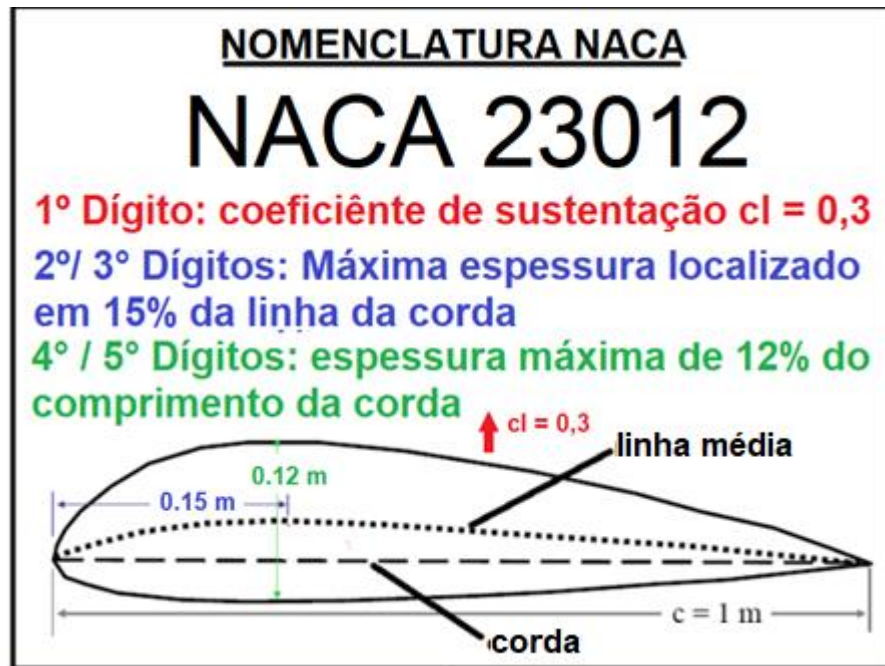 NOMENCLATURA NACA
NACA 23012
1º Dígito: coeficiênte de sustentação cl = 0,3
2º/ 3° Dígitos: Máxima espessura localizado
em 15% da linha da corda
4° / 5° Dígitos: espessura máxima de 12% do
comprimento da corda
cl = 0,3
linha média
0.12 m
0.15 m
c = 1 m
corda